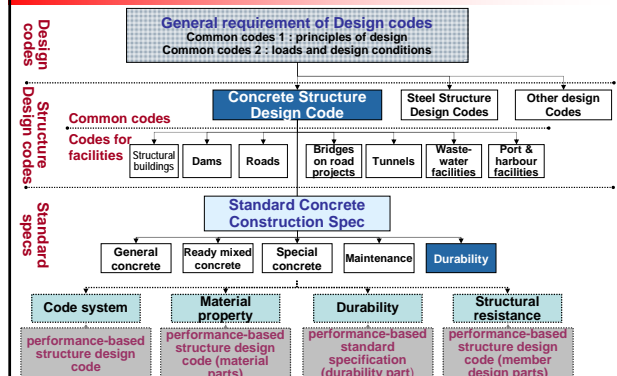 Design
codes
General requirement of Design codes
Common codes 1 : principles of design
Common codes 2 : loads and design conditions
Structure
Design codes
Concrete Structure
Design Code
Steel Structure
Design Codes
Other design
Codes
Common codes
Codes for
facilities
Structural
buildings
Dams
Roads
Bridges
on road
projects
Tunnels
Waste-
water
facilities
Port &
harbour
facilities
Standard
specs
Standard Concrete
Construction Spec
General
concrete
Ready mixed
concrete
Special
concrete
Maintenance
Durability
Code system
Material
property
Durability
Structural
resistance
performance-based
structure design
code
performance-based
structure design
code (material
parts)
performance-based
standard
specification
(durability part)
performance-based
structure design
code (member
design parts)